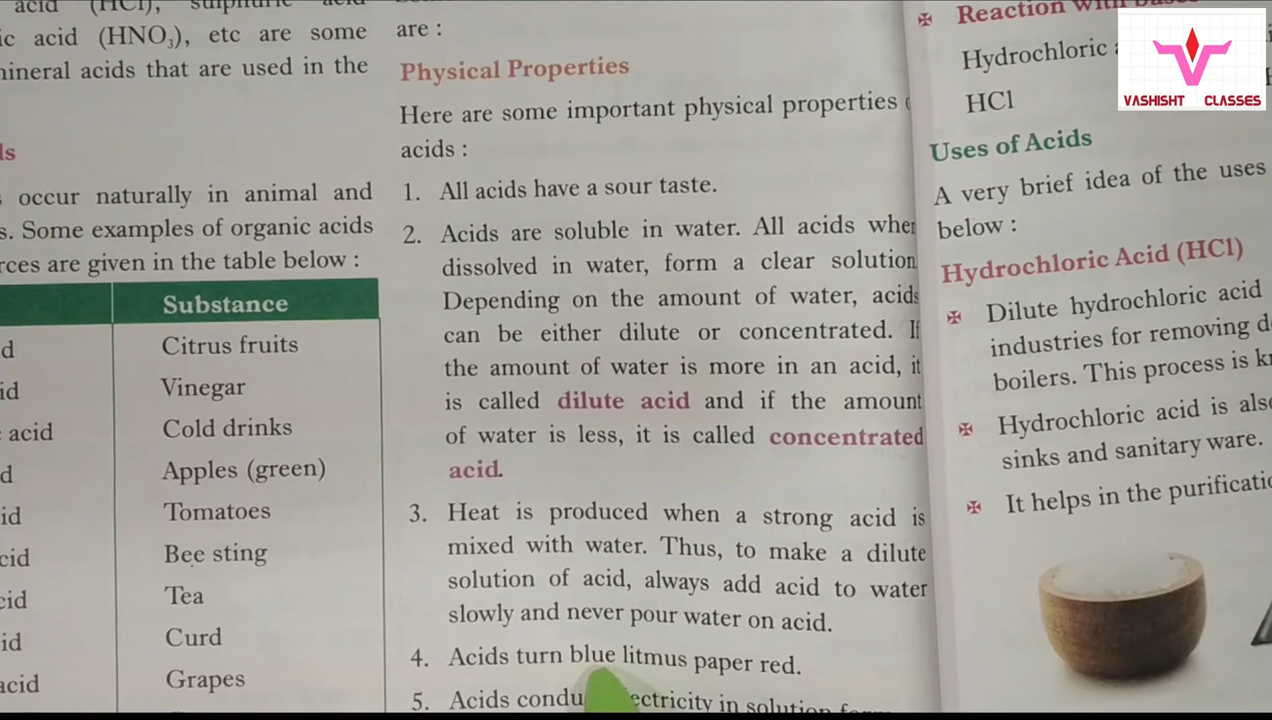 acid (HCl), sulphuric acid
ic acid (HNO₃), etc are some
mineral acids that are used in the
ls
occur naturally in animal and
s. Some examples of organic acids
rces are given in the table below :
Substance
d Citrus fruits
id Vinegar
acid Cold drinks
d Apples (green)
id Tomatoes
cid Bee sting
cid Tea
id Curd
acid Grapes
are :
Physical Properties
Here are some important physical properties
acids :
1. All acids have a sour taste.
2. Acids are soluble in water. All acids when
dissolved in water, form a clear solution
Depending on the amount of water, acids
can be either dilute or concentrated. If
the amount of water is more in an acid, it
is called dilute acid and if the amount
of water is less, it is called concentrated
acid.
3. Heat is produced when a strong acid is
mixed with water. Thus, to make a dilute
solution of acid, always add acid to water
slowly and never pour water on acid.
4. Acids turn blue litmus paper red.
5. Acids condu ectricity in solution
Reaction with
Hydrochloric
HCl
Uses of Acids
A very brief idea of the uses
below :
Hydrochloric Acid (HCl)
Dilute hydrochloric acid
industries for removing d
boilers. This process is k
Hydrochloric acid is als
sinks and sanitary ware.
It helps in the purificati
VASHISHT CLASSES